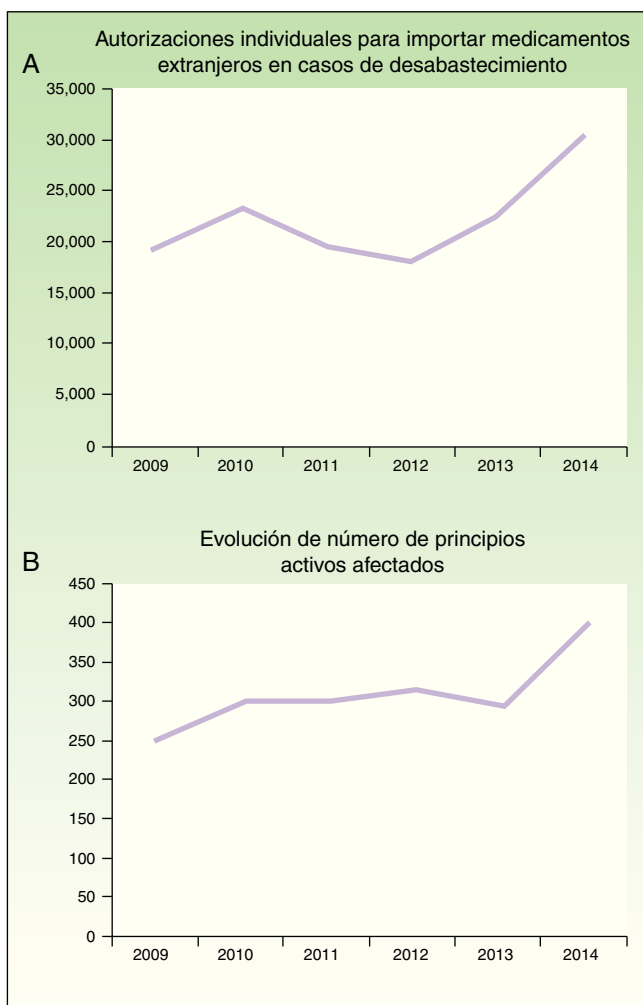 A
Autorizaciones individuales para importar medicamentos
extranjeros en casos de desabastecimiento
35,000
30,000
25,000
20,000
15,000
10,000
5,000
0
2009 2010 2011 2012 2013 2014
B
Evolución de número de principios
activos afectados
450
400
350
300
250
200
150
100
50
0
2009 2010 2011 2012 2013 2014